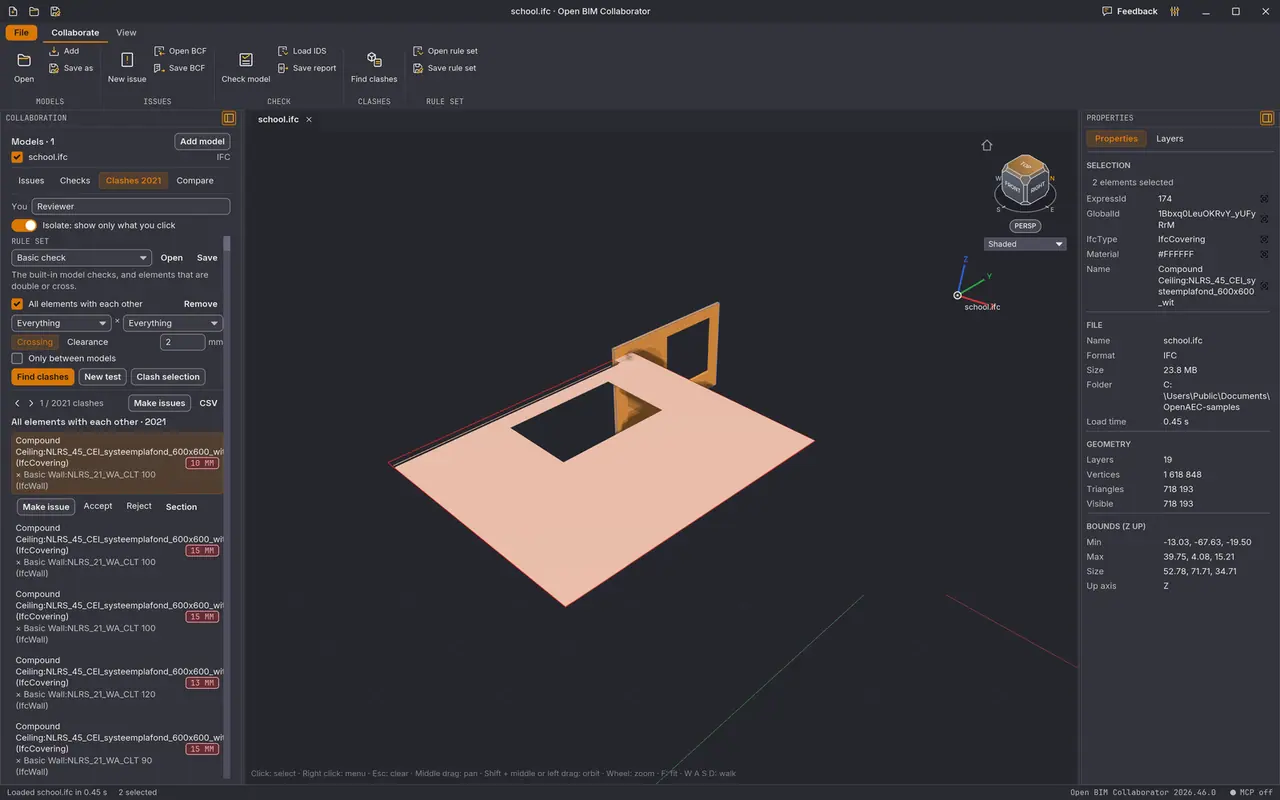 school.ifc · Open BIM Collaborator
Feedback
File
Collaborate
View
Open
Add
Save as
MODELS
New issue
Open BCF
Save BCF
ISSUES
Check model
Load IDS
Save report
CHECK
Find clashes
CLASHES
Open rule set
Save rule set
RULE SET
COLLABORATION
Models · 1
Add model
school.ifc
IFC
Issues
Checks
Clashes 2021
Compare
You
Reviewer
Isolate: show only what you click
RULE SET
Basic check
Open
Save
The built-in model checks, and elements that are
double or cross.
All elements with each other
Remove
Everything
×
Everything
Crossing
Clearance
2
mm
Only between models
Find clashes
New test
Clash selection
1 / 2021 clashes
Make issues
CSV
All elements with each other · 2021
Compound
Ceiling:NLRS_45_CEI_systeemplafond_600x600_wit
(IfcCovering)
10 MM
× Basic Wall:NLRS_21_WA_CLT 100
(IfcWall)
Make issue
Accept
Reject
Section
Compound
Ceiling:NLRS_45_CEI_systeemplafond_600x600_wit
(IfcCovering)
15 MM
× Basic Wall:NLRS_21_WA_CLT 100
(IfcWall)
Compound
Ceiling:NLRS_45_CEI_systeemplafond_600x600_wit
(IfcCovering)
15 MM
× Basic Wall:NLRS_21_WA_CLT 100
(IfcWall)
Compound
Ceiling:NLRS_45_CEI_systeemplafond_600x600_wit
(IfcCovering)
13 MM
× Basic Wall:NLRS_21_WA_CLT 120
(IfcWall)
Compound
Ceiling:NLRS_45_CEI_systeemplafond_600x600_wit
(IfcCovering)
15 MM
× Basic Wall:NLRS_21_WA_CLT 90
(IfcWall)
school.ifc ×
TOP
FRONT
RIGHT
W
N
S
E
PERSP
Shaded
Z
Y
school.ifc
Click: select · Right click: menu · Esc: clear · Middle drag: pan · Shift + middle or left drag: orbit · Wheel: zoom · F: fit · W A S D: walk
PROPERTIES
Properties
Layers
SELECTION
2 elements selected
ExpressId
174
GlobalId
1Bbxq0LeuOKRvY_yUFy
RrM
IfcType
IfcCovering
Material
#FFFFFF
Name
Compound
Ceiling:NLRS_45_CEI_sy
steemplafond_600x600
_wit
FILE
Name
school.ifc
Format
IFC
Size
23.8 MB
Folder
C:
\Users\Public\Documents\
OpenAEC-samples
Load time
0.45 s
GEOMETRY
Layers
19
Vertices
1 618 848
Triangles
718 193
Visible
718 193
BOUNDS (Z UP)
Min
-13.03, -67.63, -19.50
Max
39.75, 4.08, 15.21
Size
52.78, 71.71, 34.71
Up axis
Z
Loaded school.ifc in 0.45 s
2 selected
Open BIM Collaborator 2026.46.0
MCP off